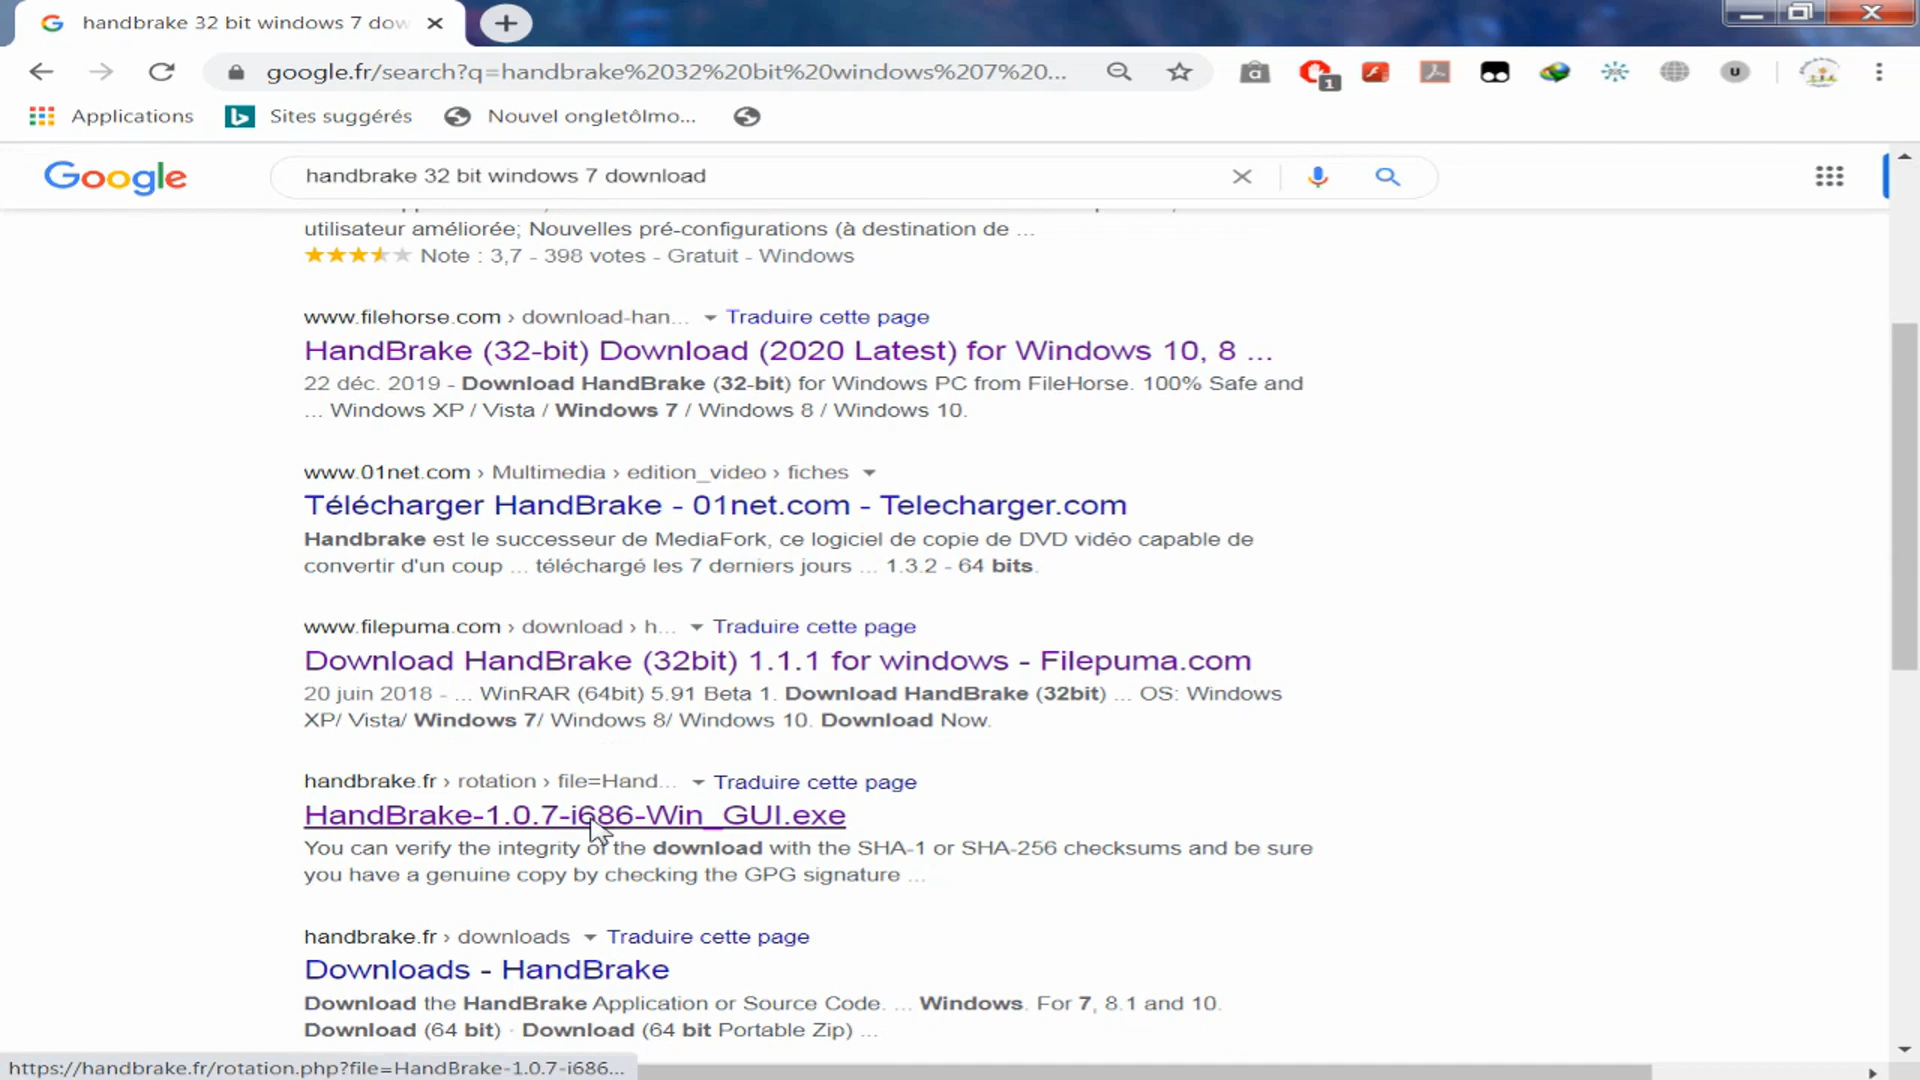 handbrake 32 bit windows 7 dow
google.fr/search?q=handbrake%2032%20bit%20windows%207%20...
1
Applications
Sites suggérés
Nouvel ongletôlmo...
Google
handbrake 32 bit windows 7 download
utilisateur améliorée; Nouvelles pré-configurations (à destination de ...
Note : 3,7 - 398 votes - Gratuit - Windows
www.filehorse.com › download-han... Traduire cette page
HandBrake (32-bit) Download (2020 Latest) for Windows 10, 8 ...
22 déc. 2019 - Download HandBrake (32-bit) for Windows PC from FileHorse. 100% Safe and
... Windows XP / Vista / Windows 7 / Windows 8 / Windows 10.
www.01net.com › Multimedia › edition_video › fiches
Télécharger HandBrake - 01net.com - Telecharger.com
Handbrake est le successeur de MediaFork, ce logiciel de copie de DVD vidéo capable de
convertir d'un coup ... téléchargé les 7 derniers jours ... 1.3.2 - 64 bits.
www.filepuma.com › download › h... Traduire cette page
Download HandBrake (32bit) 1.1.1 for windows - Filepuma.com
20 juin 2018 - ... WinRAR (64bit) 5.91 Beta 1. Download HandBrake (32bit) ... OS: Windows
XP/ Vista/ Windows 7/ Windows 8/ Windows 10. Download Now.
handbrake.fr › rotation › file=Hand... Traduire cette page
HandBrake-1.0.7-i686-Win_GUI.exe
You can verify the integrity of the download with the SHA-1 or SHA-256 checksums and be sure
you have a genuine copy by checking the GPG signature ...
handbrake.fr › downloads Traduire cette page
Downloads - HandBrake
Download the HandBrake Application or Source Code. ... Windows. For 7, 8.1 and 10.
Download (64 bit) · Download (64 bit Portable Zip) ...
https://handbrake.fr/rotation.php?file=HandBrake-1.0.7-i686...